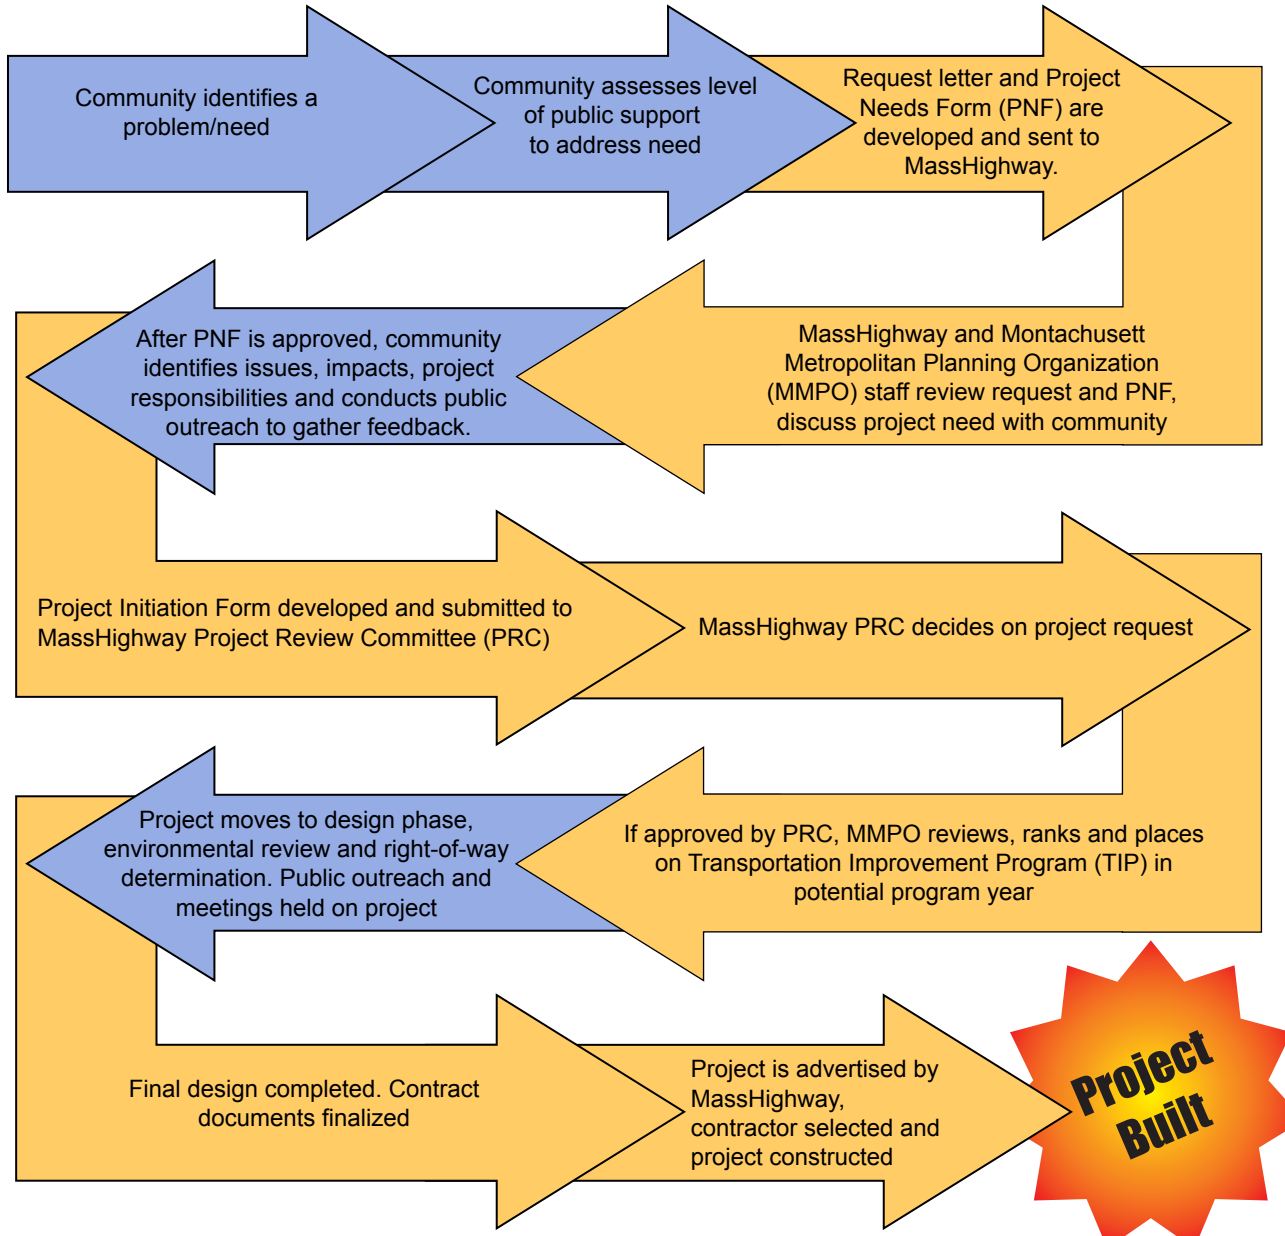 Community identifies a
problem/need
Community assesses level
of public support
to address need
Request letter and Project
Needs Form (PNF) are
developed and sent to
MassHighway.
MassHighway and Montachusett
Metropolitan Planning Organization
(MMPO) staff review request and PNF,
discuss project need with community
After PNF is approved, community
identifies issues, impacts, project
responsibilities and conducts public
outreach to gather feedback.
Project Initiation Form developed and submitted to
MassHighway Project Review Committee (PRC)
MassHighway PRC decides on project request
If approved by PRC, MMPO reviews, ranks and places
on Transportation Improvement Program (TIP) in
potential program year
Project moves to design phase,
environmental review and right-of-way
determination. Public outreach and
meetings held on project
Final design completed. Contract
documents finalized
Project is advertised by
MassHighway,
contractor selected and
project constructed
Project
Built